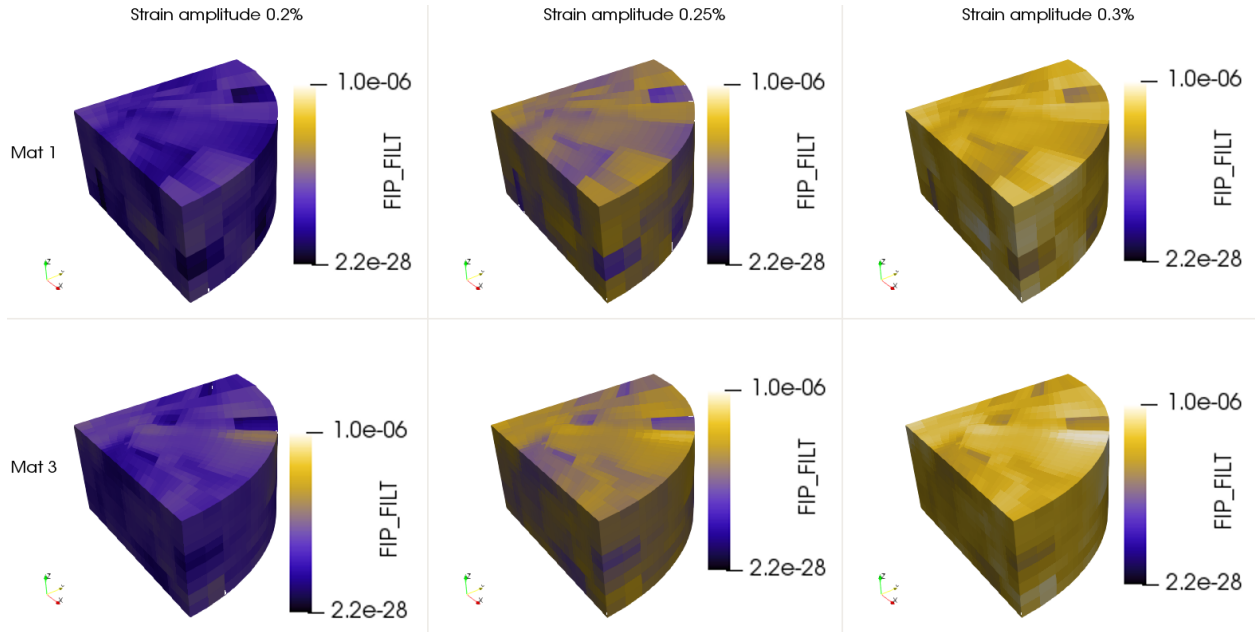 Strain amplitude 0.2%
Strain amplitude 0.25%
Strain amplitude 0.3%
Mat 1
1.0e-06
FIP_FILT
2.2e-28
Z
Y
X
1.0e-06
FIP_FILT
2.2e-28
Z
Y
X
1.0e-06
FIP_FILT
2.2e-28
Z
Y
X
Mat 3
1.0e-06
FIP_FILT
2.2e-28
Z
Y
X
1.0e-06
FIP_FILT
2.2e-28
Z
Y
X
1.0e-06
FIP_FILT
2.2e-28
Z
Y
X